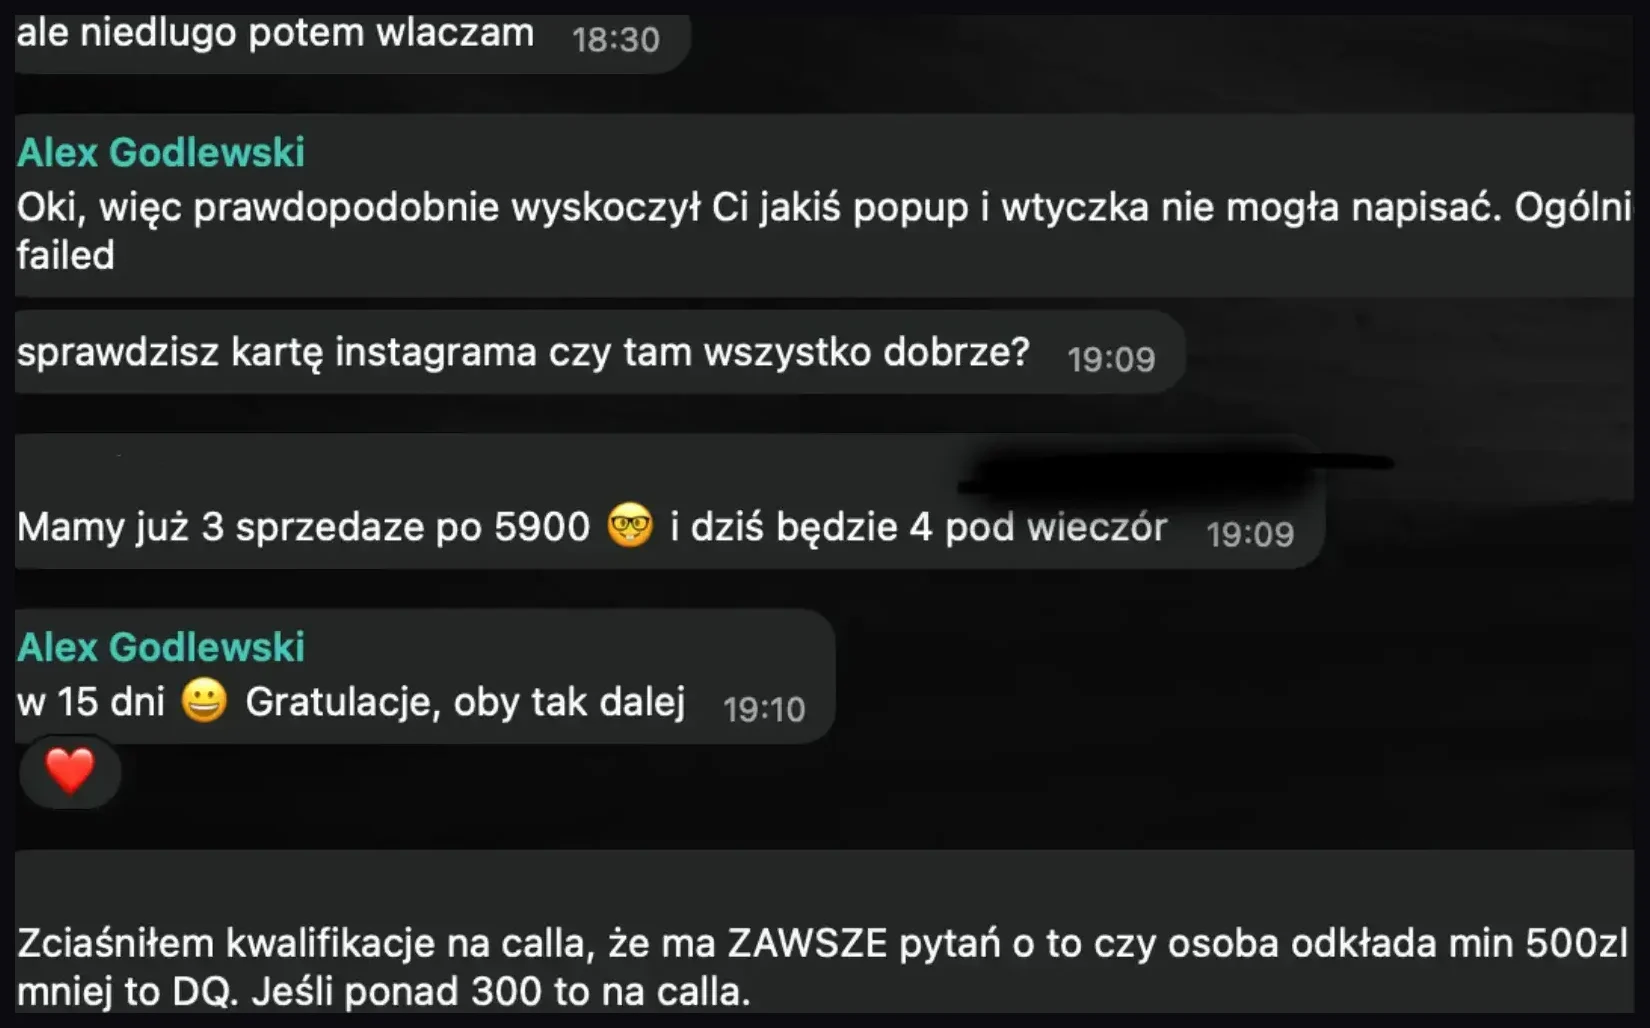 ale niedlugo potem wlaczam 18:30
Alex Godlewski
Oki, więc prawdopodobnie wyskoczył Ci jakiś popup i wtyczka nie mogła napisać. Ogólni
failed
sprawdzisz kartę instagrama czy tam wszystko dobrze? 19:09
Mamy już 3 sprzedaze po 5900 🤓 i dziś będzie 4 pod wieczór 19:09
Alex Godlewski
w 15 dni 😀 Gratulacje, oby tak dalej 19:10
❤️
Zciaśniłem kwalifikacje na calla, że ma ZAWSZE pytań o to czy osoba odkłada min 500zl
mniej to DQ. Jeśli ponad 300 to na calla.